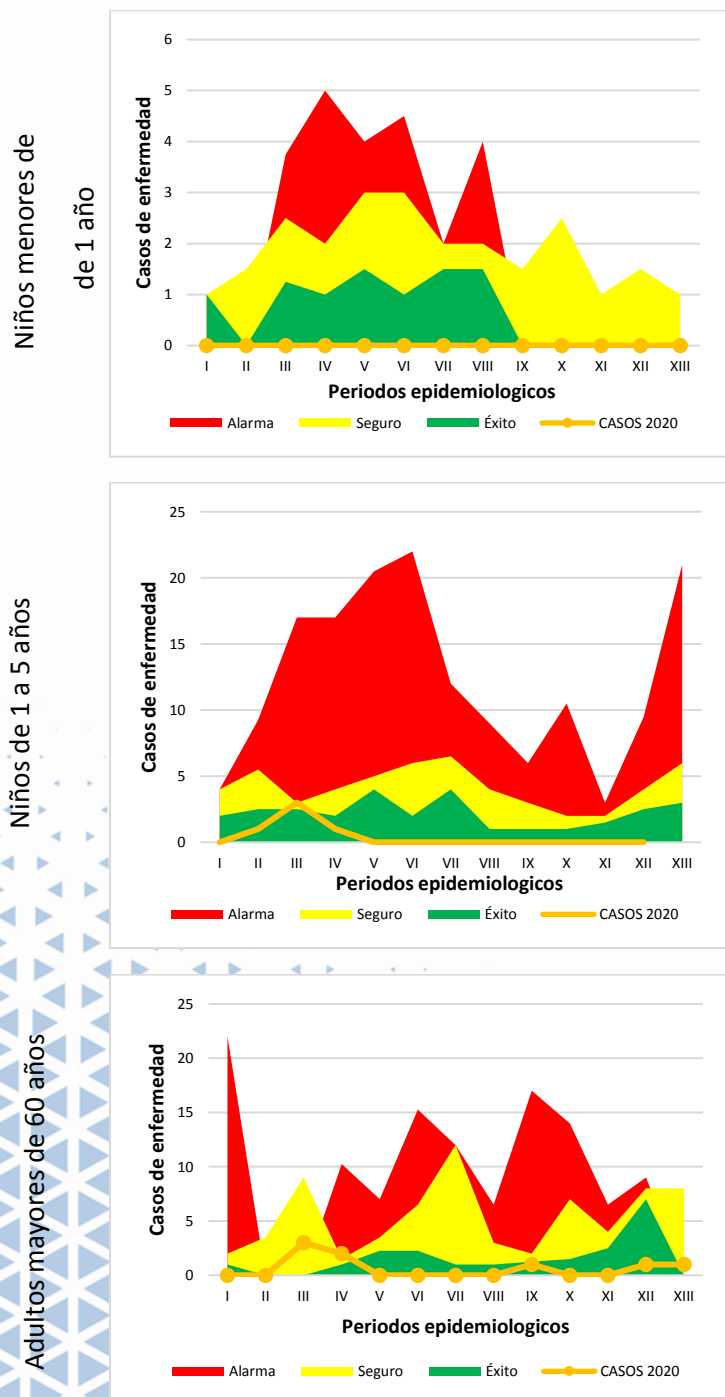 Niños menores de
de 1 año
Casos de enfermedad
6
5
4
3
2
1
0
I II III IV V VI VII VIII IX X XI XII XIII
Periodos epidemiologicos
Alarma Seguro Éxito CASOS 2020
Niños de 1 a 5 años
Casos de enfermedad
25
20
15
10
5
0
I II III IV V VI VII VIII IX X XI XII XIII
Periodos epidemiologicos
Alarma Seguro Éxito CASOS 2020
Adultos mayores de 60 años
Casos de enfermedad
25
20
15
10
5
0
I II III IV V VI VII VIII IX X XI XII XIII
Periodos epidemiologicos
Alarma Seguro Éxito CASOS 2020